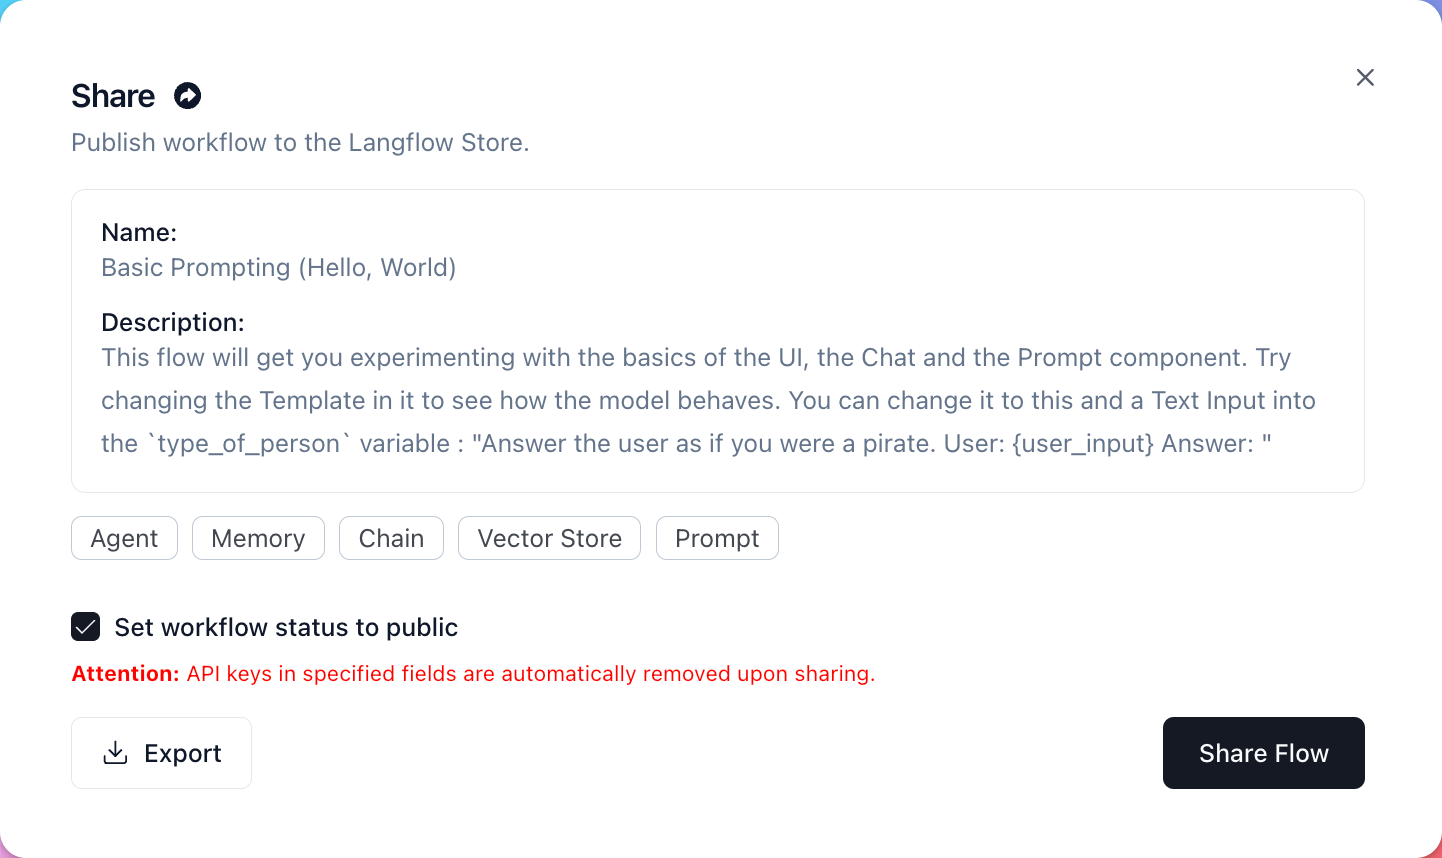 Share
Publish workflow to the Langflow Store.
Name:
Basic Prompting (Hello, World)
Description:
This flow will get you experimenting with the basics of the UI, the Chat and the Prompt component. Try
changing the Template in it to see how the model behaves. You can change it to this and a Text Input into
the `type_of_person` variable : "Answer the user as if you were a pirate. User: {user_input} Answer: "
Agent Memory Chain Vector Store Prompt
Set workflow status to public
Attention: API keys in specified fields are automatically removed upon sharing.
Export Share Flow